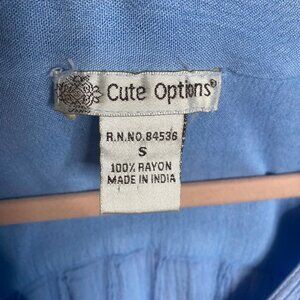 Cute Options®
R.N.NO.84536
S
100% RAYON
MADE IN INDIA